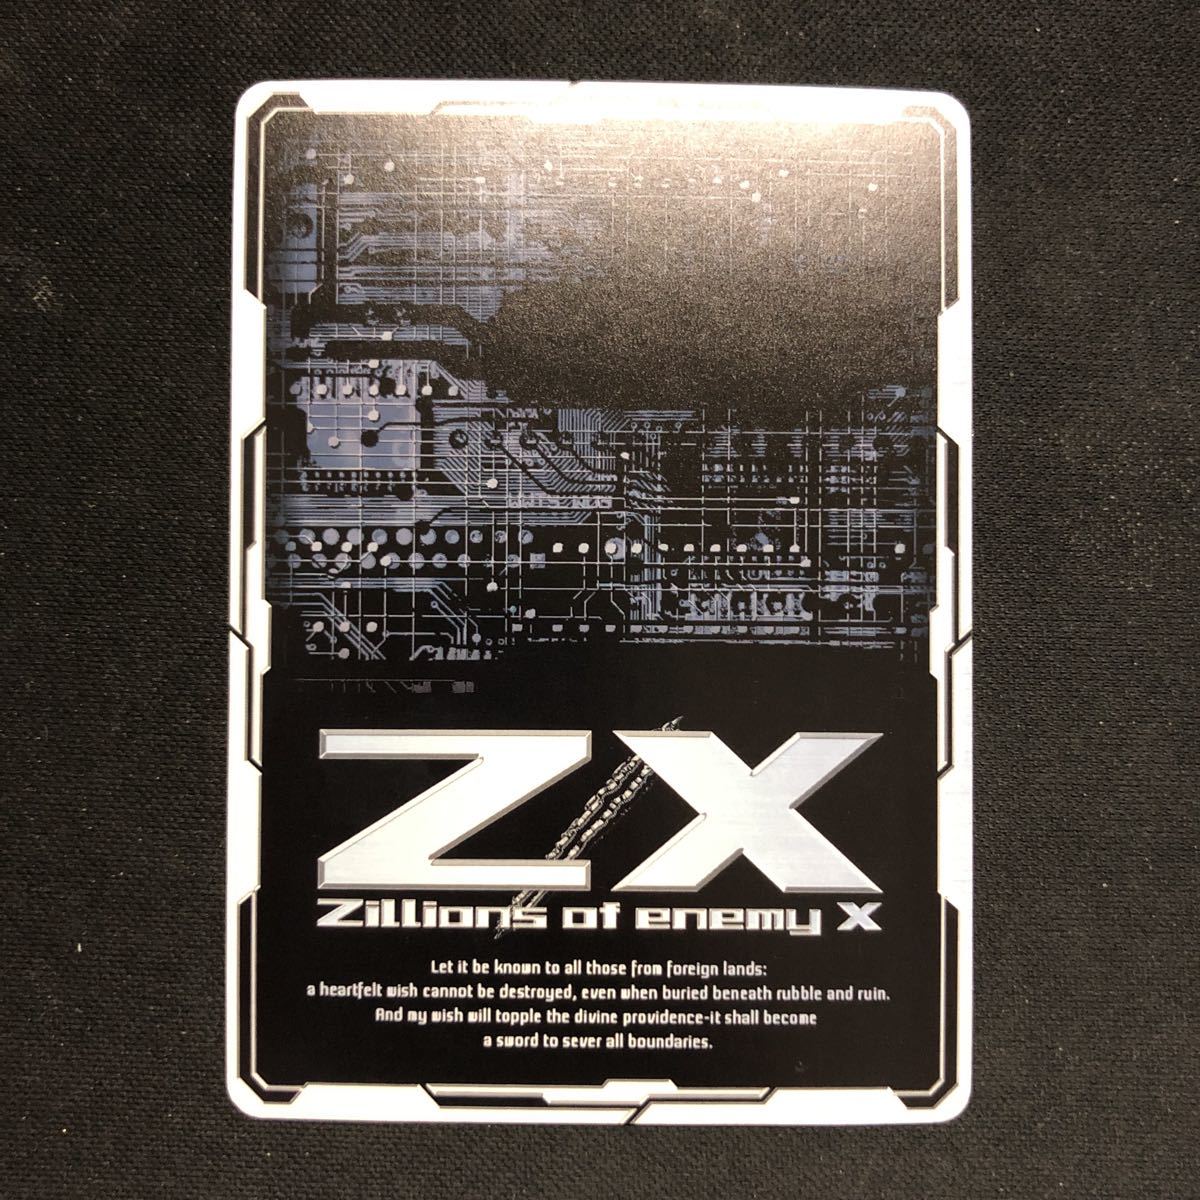 ZX
Zillions of enemy X
Let it be known to all those from foreign lands:
a heartfelt wish cannot be destroyed, even when buried beneath rubble and ruin.
And my wish will topple the divine providence-it shall become
a sword to sever all boundaries.